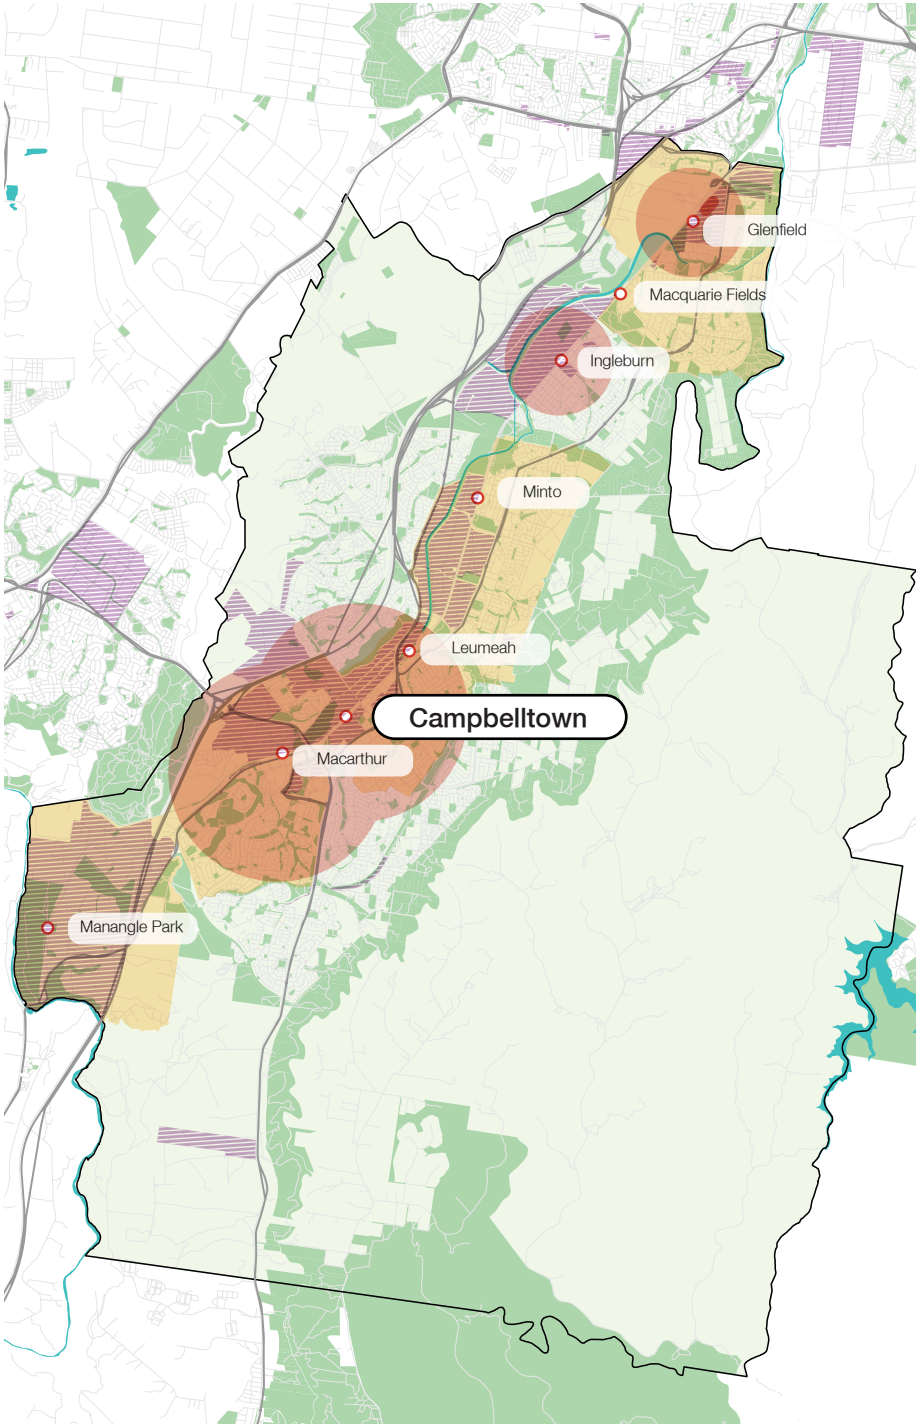 Glenfield
Macquarie Fields
Ingleburn
Minto
Leumeah
Campbelltown
Macarthur
Manangle Park